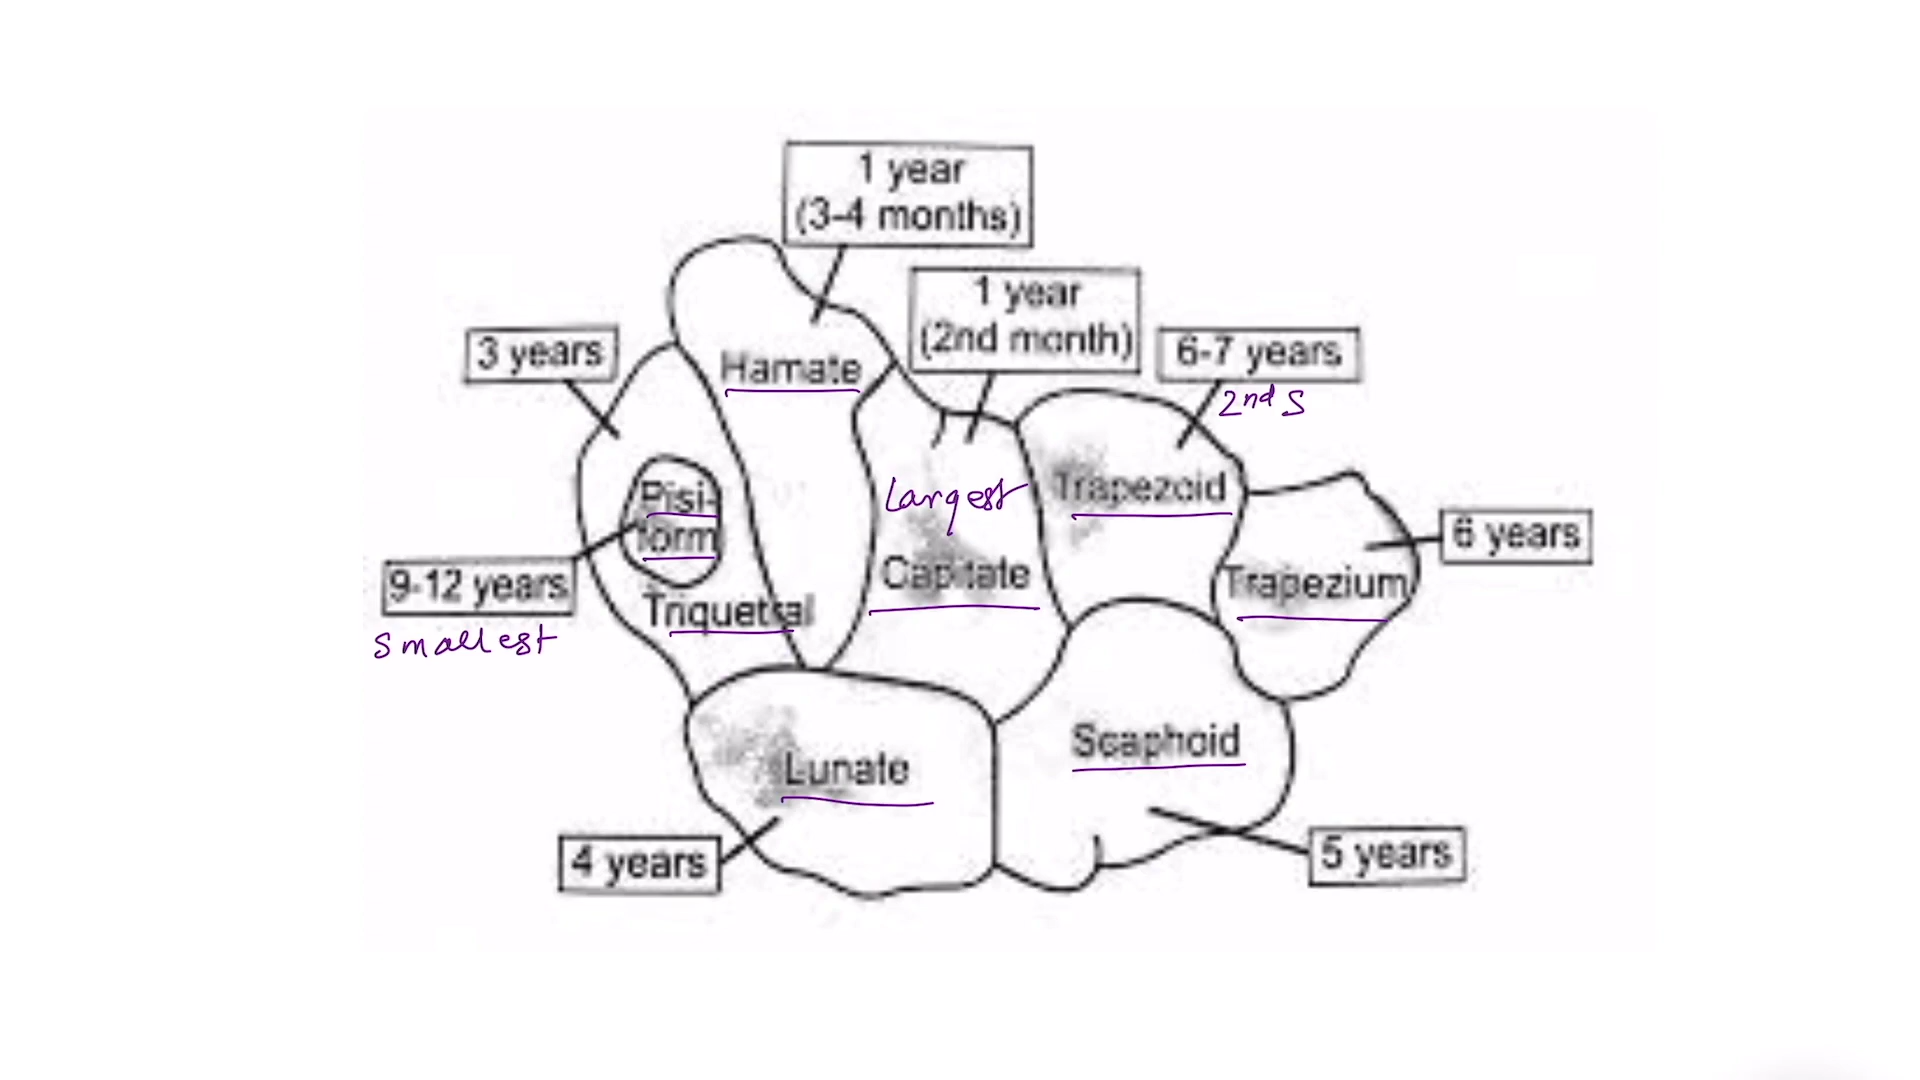 1 year
(3-4 months)
1 year
(2nd month)
3 years
6-7 years
2nd S
Hamate
Largest
Trapezoid
Pisi-
form
6 years
9-12 years
Smallest
Triquetral
Capitate
Trapezium
Lunate
Scaphoid
4 years
5 years